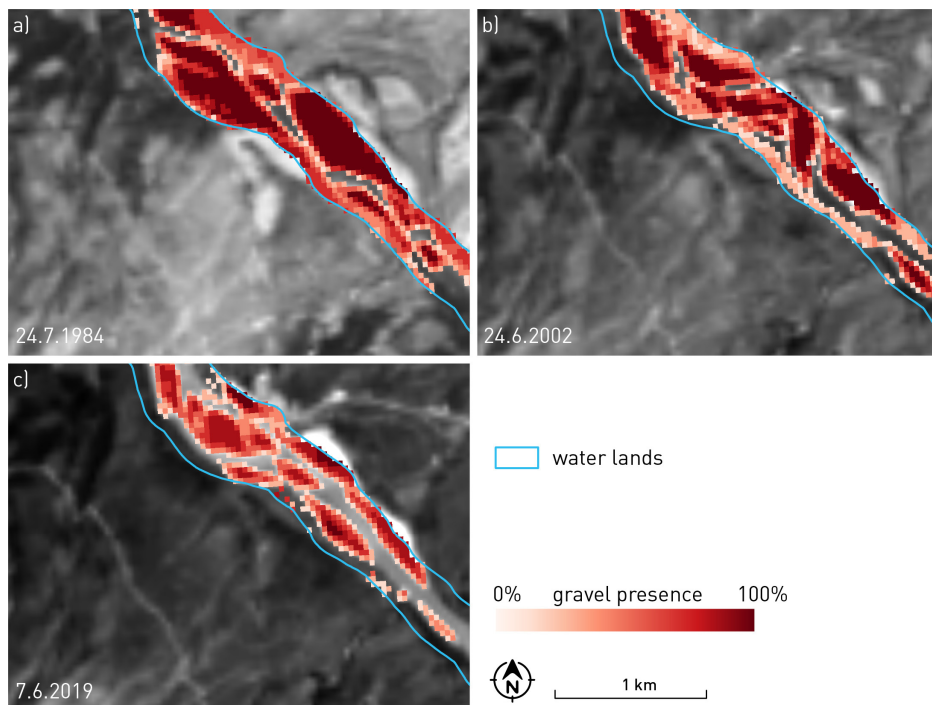 a)
24.7.1984
b)
24.6.2002
c)
7.6.2019
water lands
0% gravel presence 100%
N
1 km